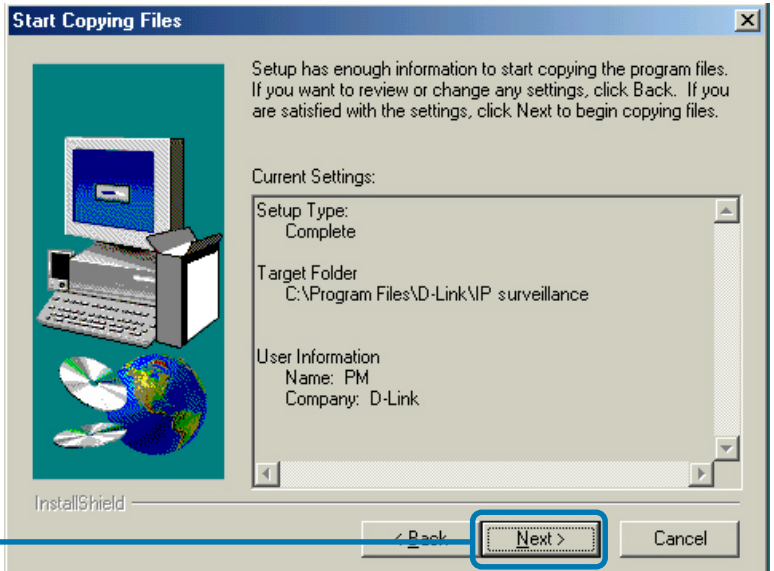 Start Copying Files
Setup has enough information to start copying the program files.
If you want to review or change any settings, click Back. If you
are satisfied with the settings, click Next to begin copying files.
Current Settings:
Setup Type:
Complete
Target Folder
C:\Program Files\D-Link\IP surveillance
User Information
Name: PM
Company: D-Link
InstallShield
< Back
Next >
Cancel